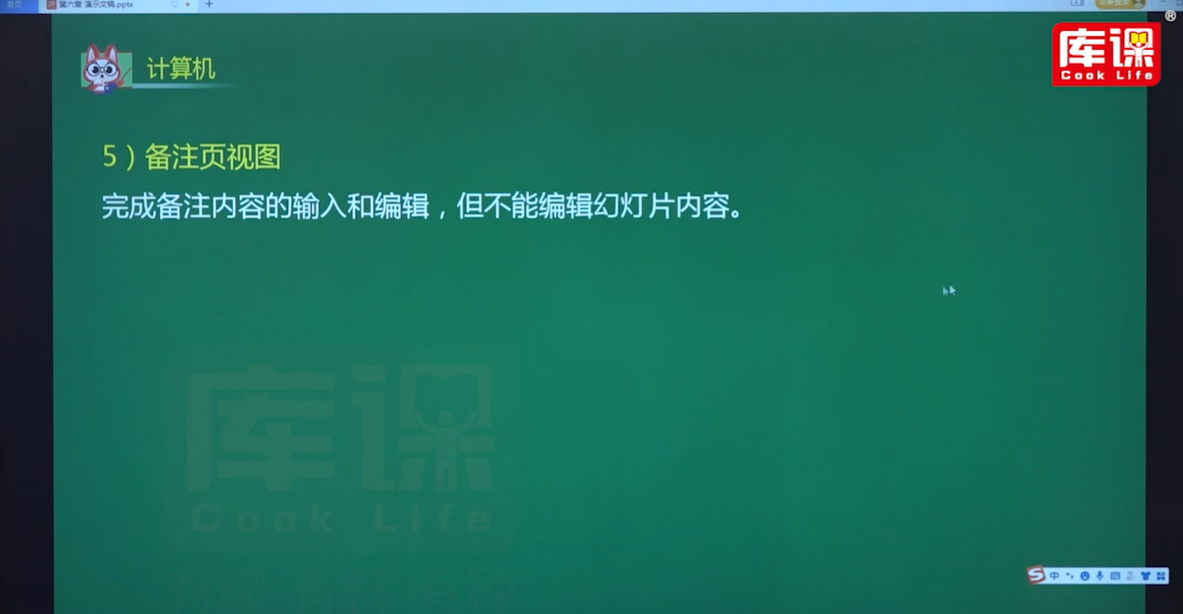 首页
第六章 演示文稿.pptx
+
库课®
Cook Life
计算机
5）备注页视图
完成备注内容的输入和编辑，但不能编辑幻灯片内容。
库课
Cook Life
中